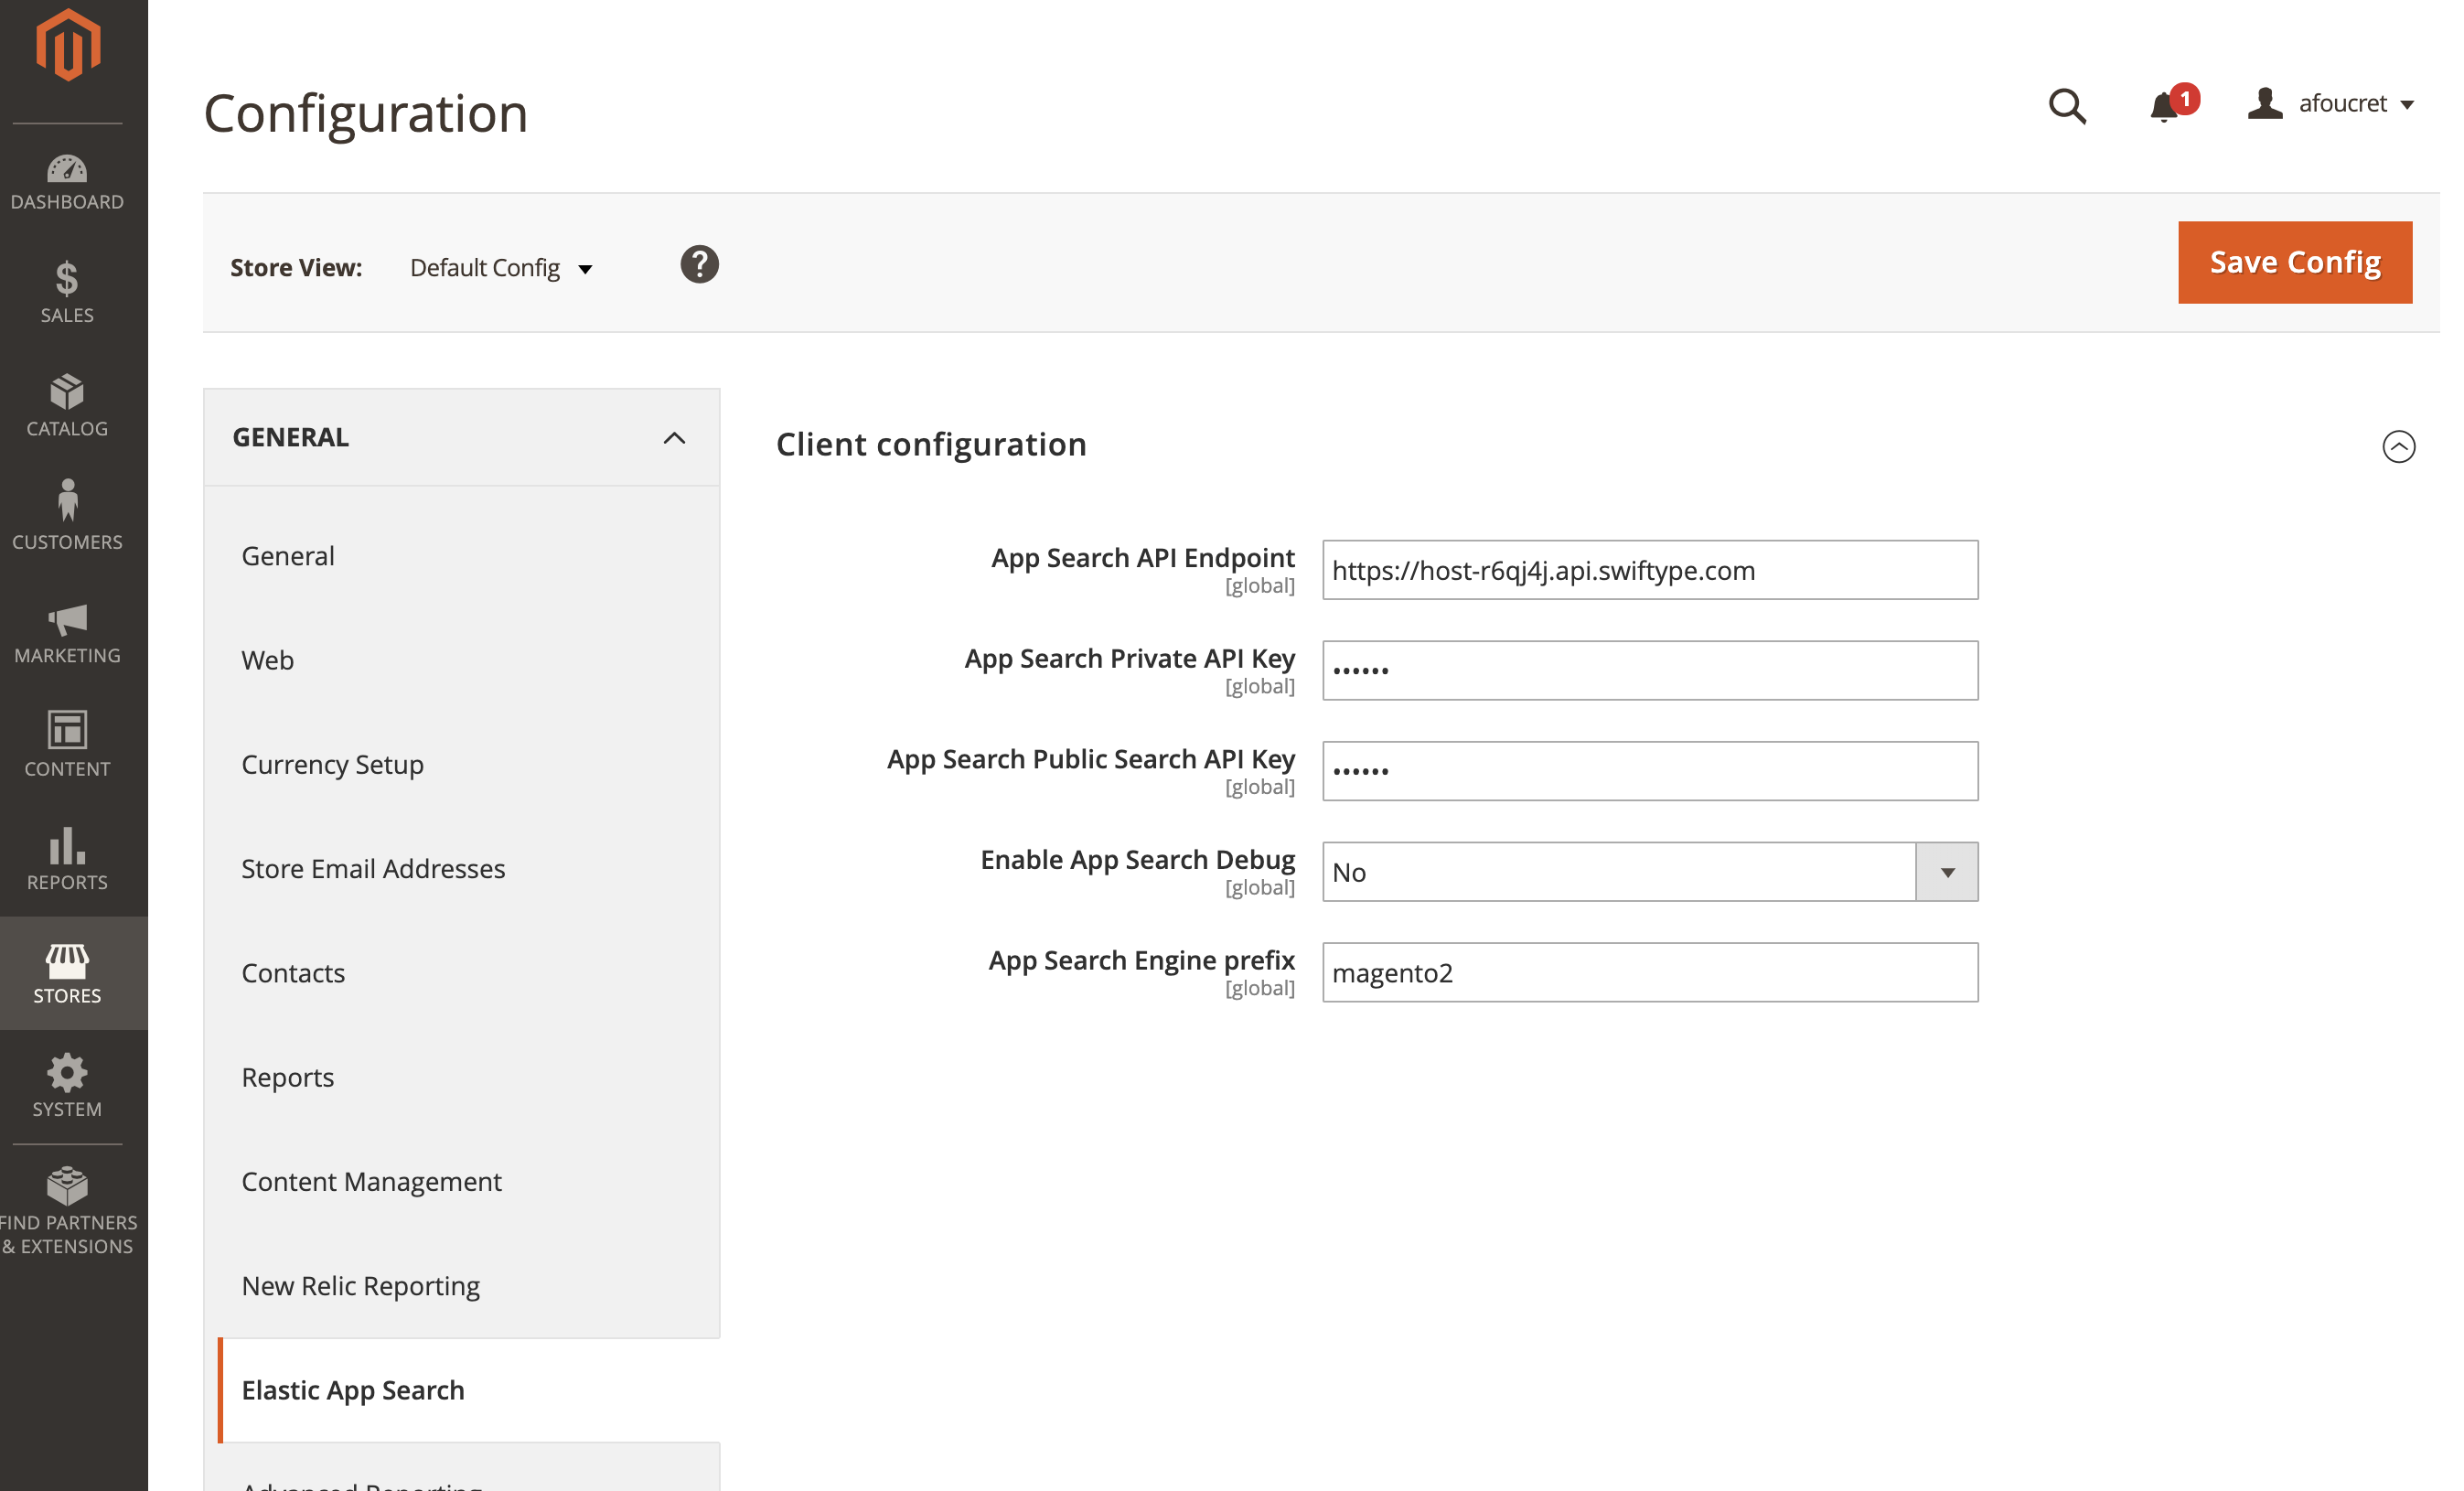 DASHBOARD
SALES
CATALOG
CUSTOMERS
MARKETING
CONTENT
REPORTS
STORES
SYSTEM
FIND PARTNERS
& EXTENSIONS
Configuration
1
afoucret
Store View:
Default Config
?
Save Config
GENERAL
General
Web
Currency Setup
Store Email Addresses
Contacts
Reports
Content Management
New Relic Reporting
Elastic App Search
Advanced Reporting
Client configuration
App Search API Endpoint
[global]
https://host-r6qj4j.api.swiftype.com
App Search Private API Key
[global]
••••••
App Search Public Search API Key
[global]
••••••
Enable App Search Debug
[global]
No
App Search Engine prefix
[global]
magento2